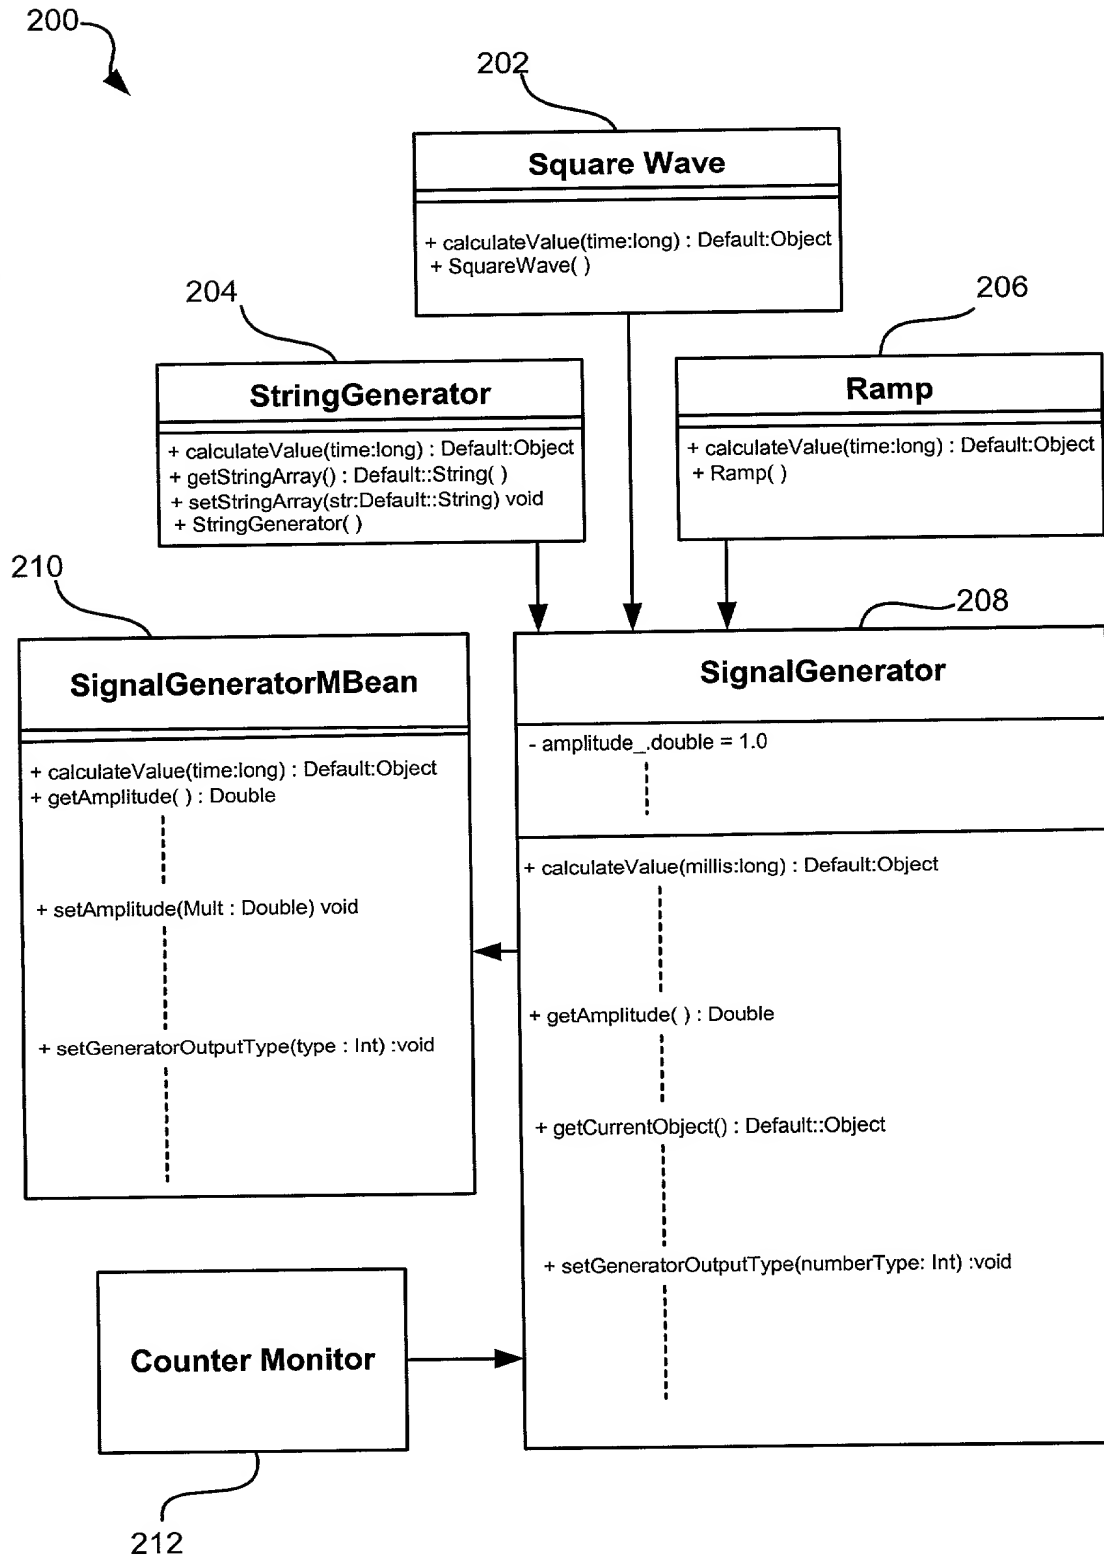 200
202
Square Wave
+ calculateValue(time:long) : Default:Object
+ SquareWave( )
204
StringGenerator
+ calculateValue(time:long) : Default:Object
+ getStringArray() : Default::String( )
+ setStringArray(str:Default::String) void
+ StringGenerator( )
206
Ramp
+ calculateValue(time:long) : Default:Object
+ Ramp( )
210
SignalGeneratorMBean
+ calculateValue(time:long) : Default:Object
+ getAmplitude( ) : Double
+ setAmplitude(Mult : Double) void
+ setGeneratorOutputType(type : Int) :void
208
SignalGenerator
- amplitude_.double = 1.0
+ calculateValue(millis:long) : Default:Object
+ getAmplitude( ) : Double
+ getCurrentObject() : Default::Object
+ setGeneratorOutputType(numberType: Int) :void
Counter Monitor
212